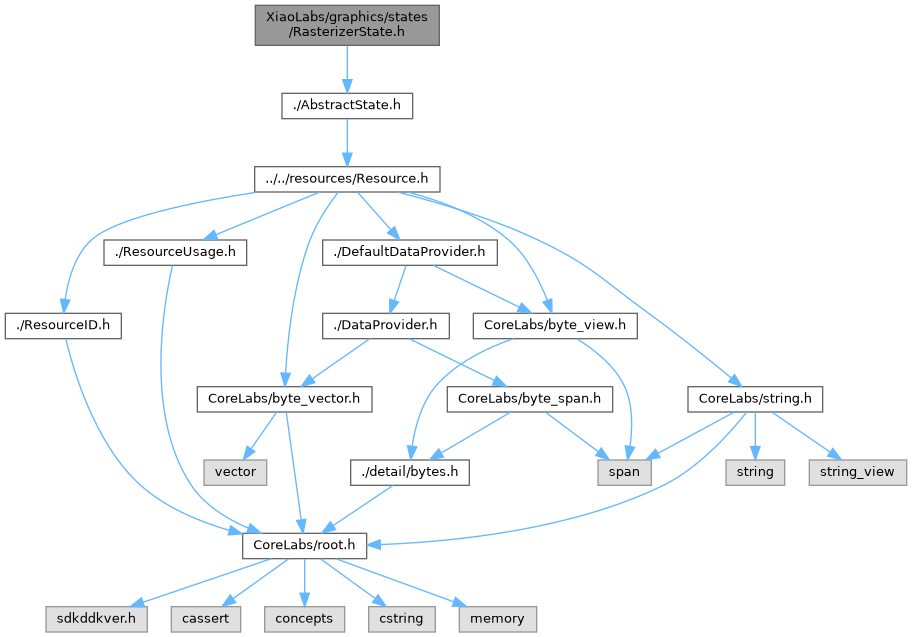 XiaoLabs/graphics/states
/RasterizerState.h
./AbstractState.h
../../resources/Resource.h
./ResourceUsage.h
./DefaultDataProvider.h
./ResourceID.h
./DataProvider.h
CoreLabs/byte_view.h
CoreLabs/byte_vector.h
CoreLabs/byte_span.h
CoreLabs/string.h
vector
./detail/bytes.h
span
string
string_view
CoreLabs/root.h
sdkddkver.h
cassert
concepts
cstring
memory